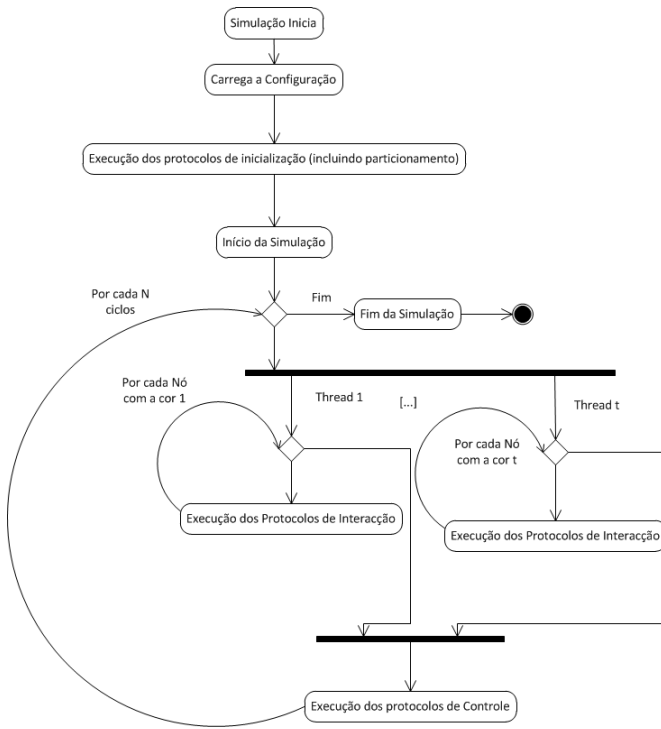 Simulação Inicia
Carrega a Configuração
Execução dos protocolos de inicialização (incluindo particionamento)
Início da Simulação
Por cada N
ciclos
Fim
Fim da Simulação
Por cada Nó
com a cor 1
Thread 1
[...]
Thread t
Por cada Nó
com a cor t
Execução dos Protocolos de Interacção
Execução dos Protocolos de Interacção
Execução dos protocolos de Controle